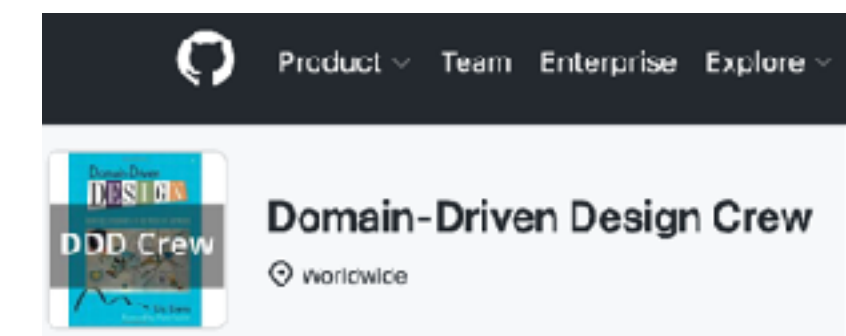 Product Team Enterprise Explore
Domain-Driven
DESIGN
DDD Crew
Domain-Driven Design Crew
Worldwide